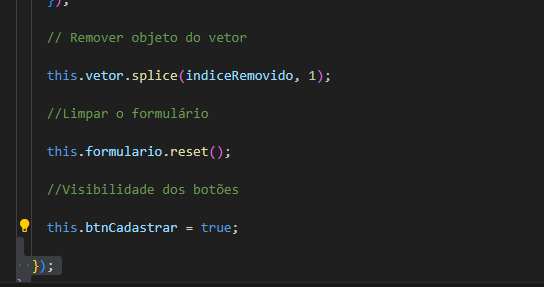 });
// Remover objeto do vetor
this.vetor.splice(indiceRemovido, 1);
//Limpar o formulário
this.formulario.reset();
//Visibilidade dos botões
this.btnCadastrar = true;
});